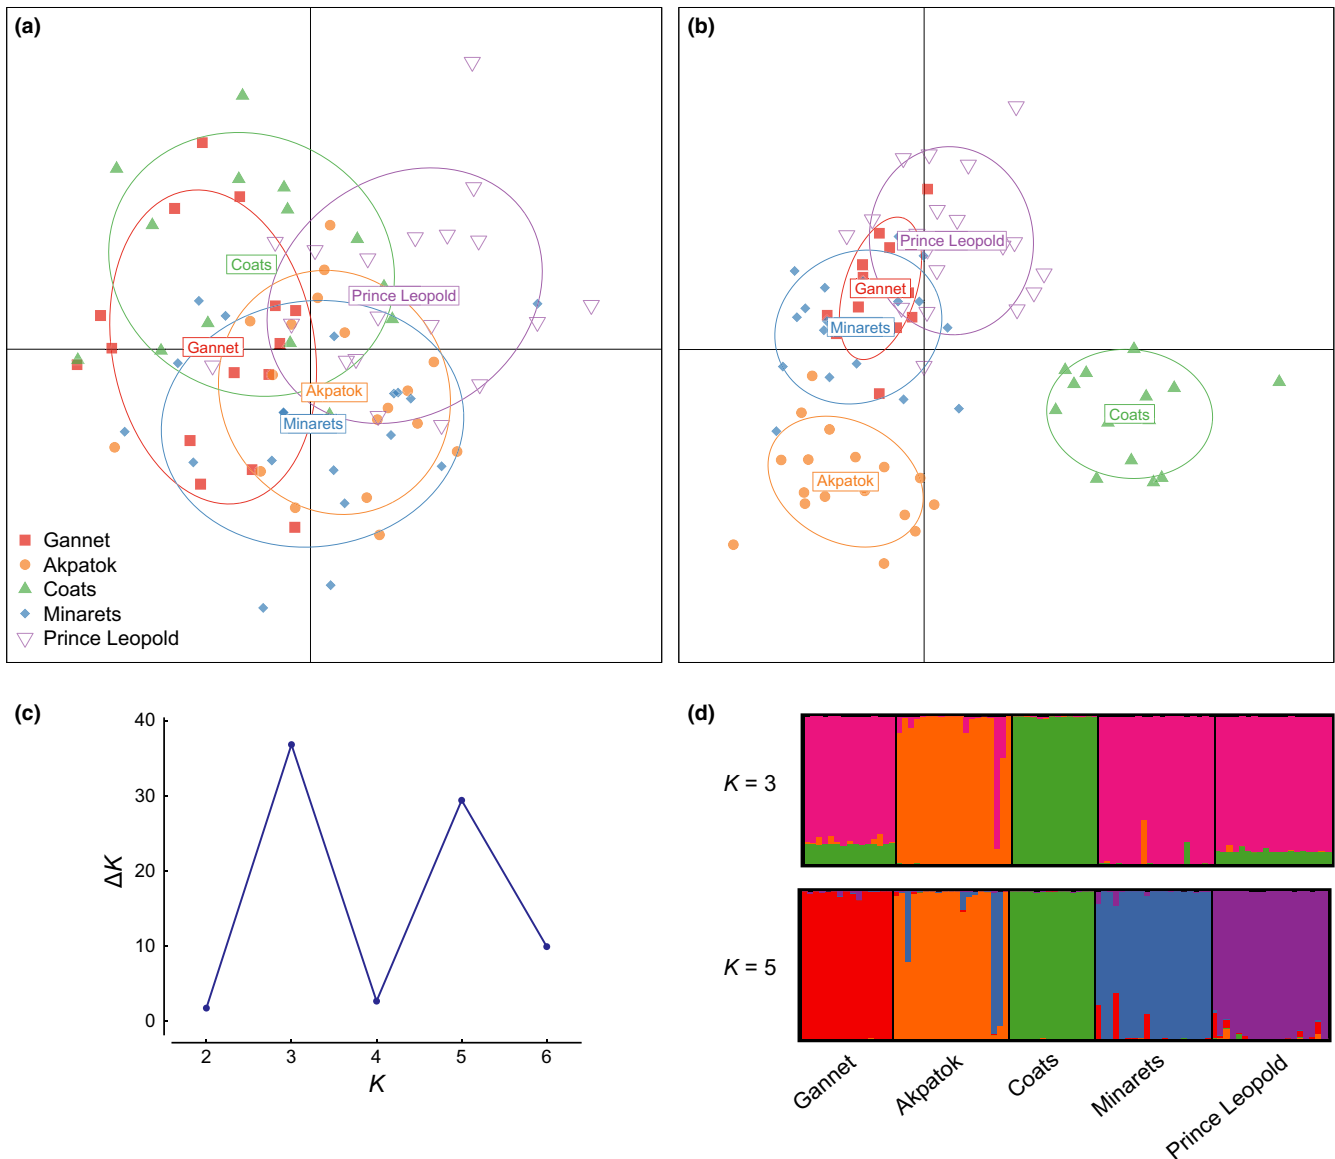 (a)
Coats
Prince Leopold
Gannet
Akpatok
Minarets
Gannet
Akpatok
Coats
Minarets
Prince Leopold
(b)
Prince Leopold
Gannet
Minarets
Coats
Akpatok
(c)
40
30
20
10
0
ΔK
2 3 4 5 6
K
(d)
K = 3
K = 5
Gannet
Akpatok
Coats
Minarets
Prince Leopold